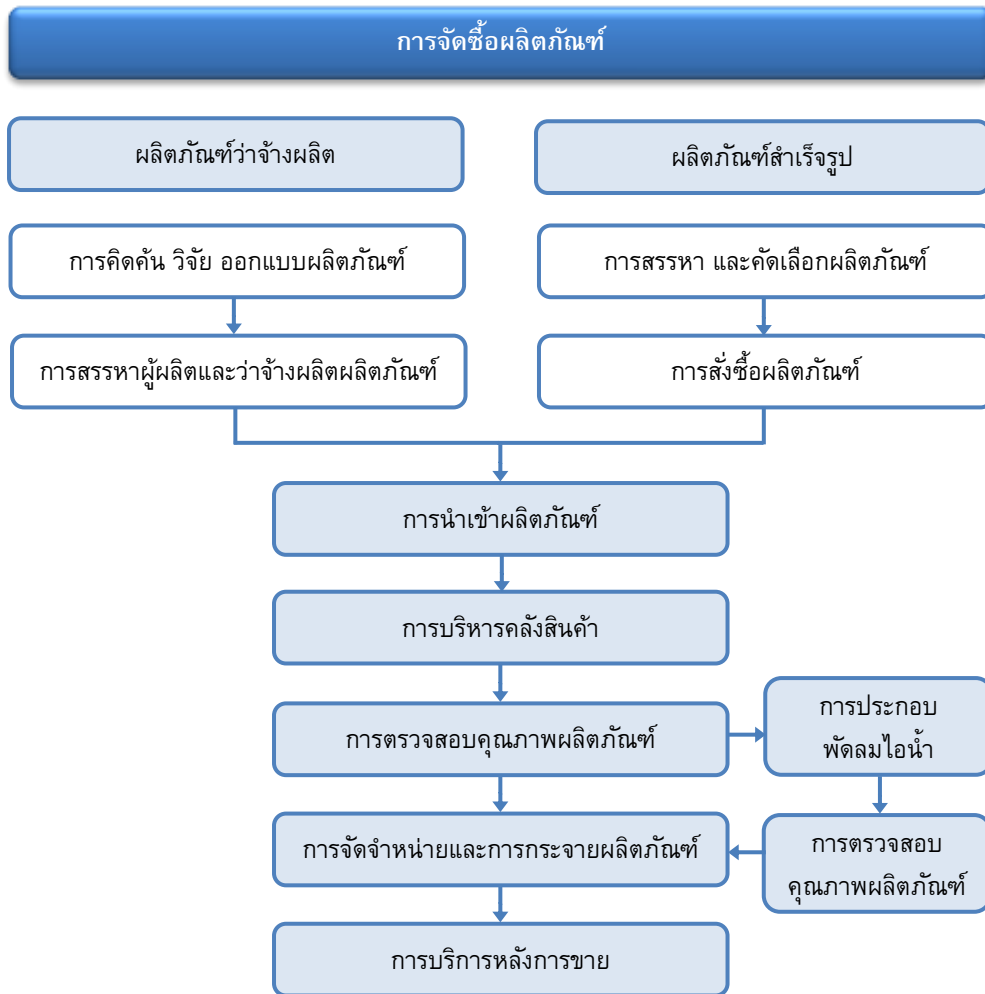 การจัดซื้อผลิตภัณฑ์
ผลิตภัณฑ์ว่าจ้างผลิต
ผลิตภัณฑ์สำเร็จรูป
การคิดค้น วิจัย ออกแบบผลิตภัณฑ์
การสรรหา และคัดเลือกผลิตภัณฑ์
การสรรหาผู้ผลิตและว่าจ้างผลิตผลิตภัณฑ์
การสั่งซื้อผลิตภัณฑ์
การนำเข้าผลิตภัณฑ์
การบริหารคลังสินค้า
การตรวจสอบคุณภาพผลิตภัณฑ์
การประกอบ
พัดลมไอน้ำ
การจัดจำหน่ายและการกระจายผลิตภัณฑ์
การตรวจสอบ
คุณภาพผลิตภัณฑ์
การบริการหลังการขาย